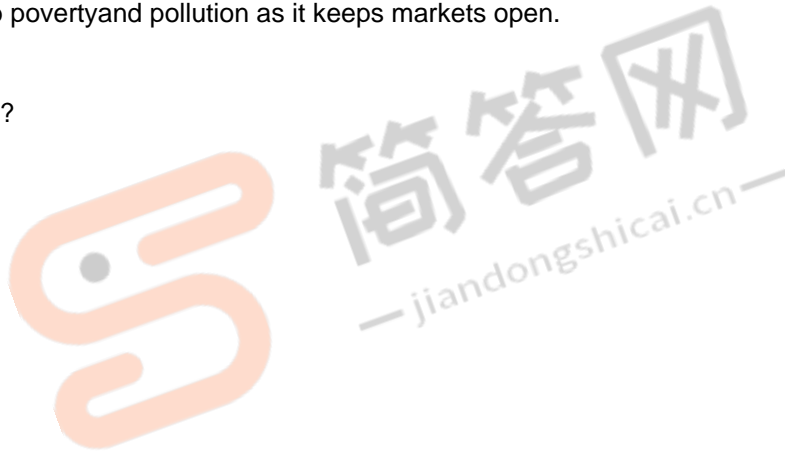 povertyand pollution as it keeps markets open.
?
简答网
jiandongshicai.cn